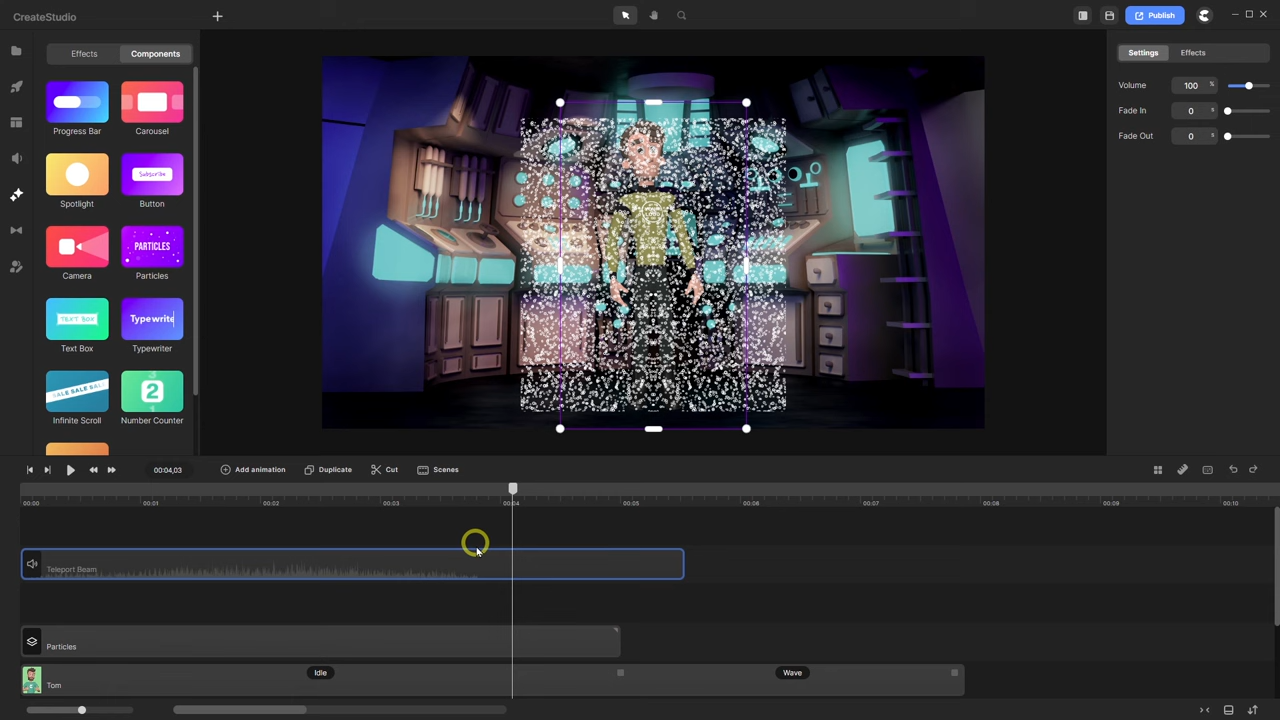 CreateStudio
Publish
Effects
Components
Progress Bar
Carousel
Subscribe
Spotlight
Button
PARTICLES
Camera
Particles
TEXT BOX
Typewrite
Text Box
Typewriter
SALE SALE SAL
2
Infinite Scroll
Number Counter
Settings
Effects
Volume
100 %
Fade In
0 s
Fade Out
0 s
00:04,03
Add animation
Duplicate
Cut
Scenes
00:00
00:01
00:02
00:03
00:04
00:05
00:06
00:07
00:08
00:09
00:10
Teleport Beam
Particles
Idle
Wave
Tom